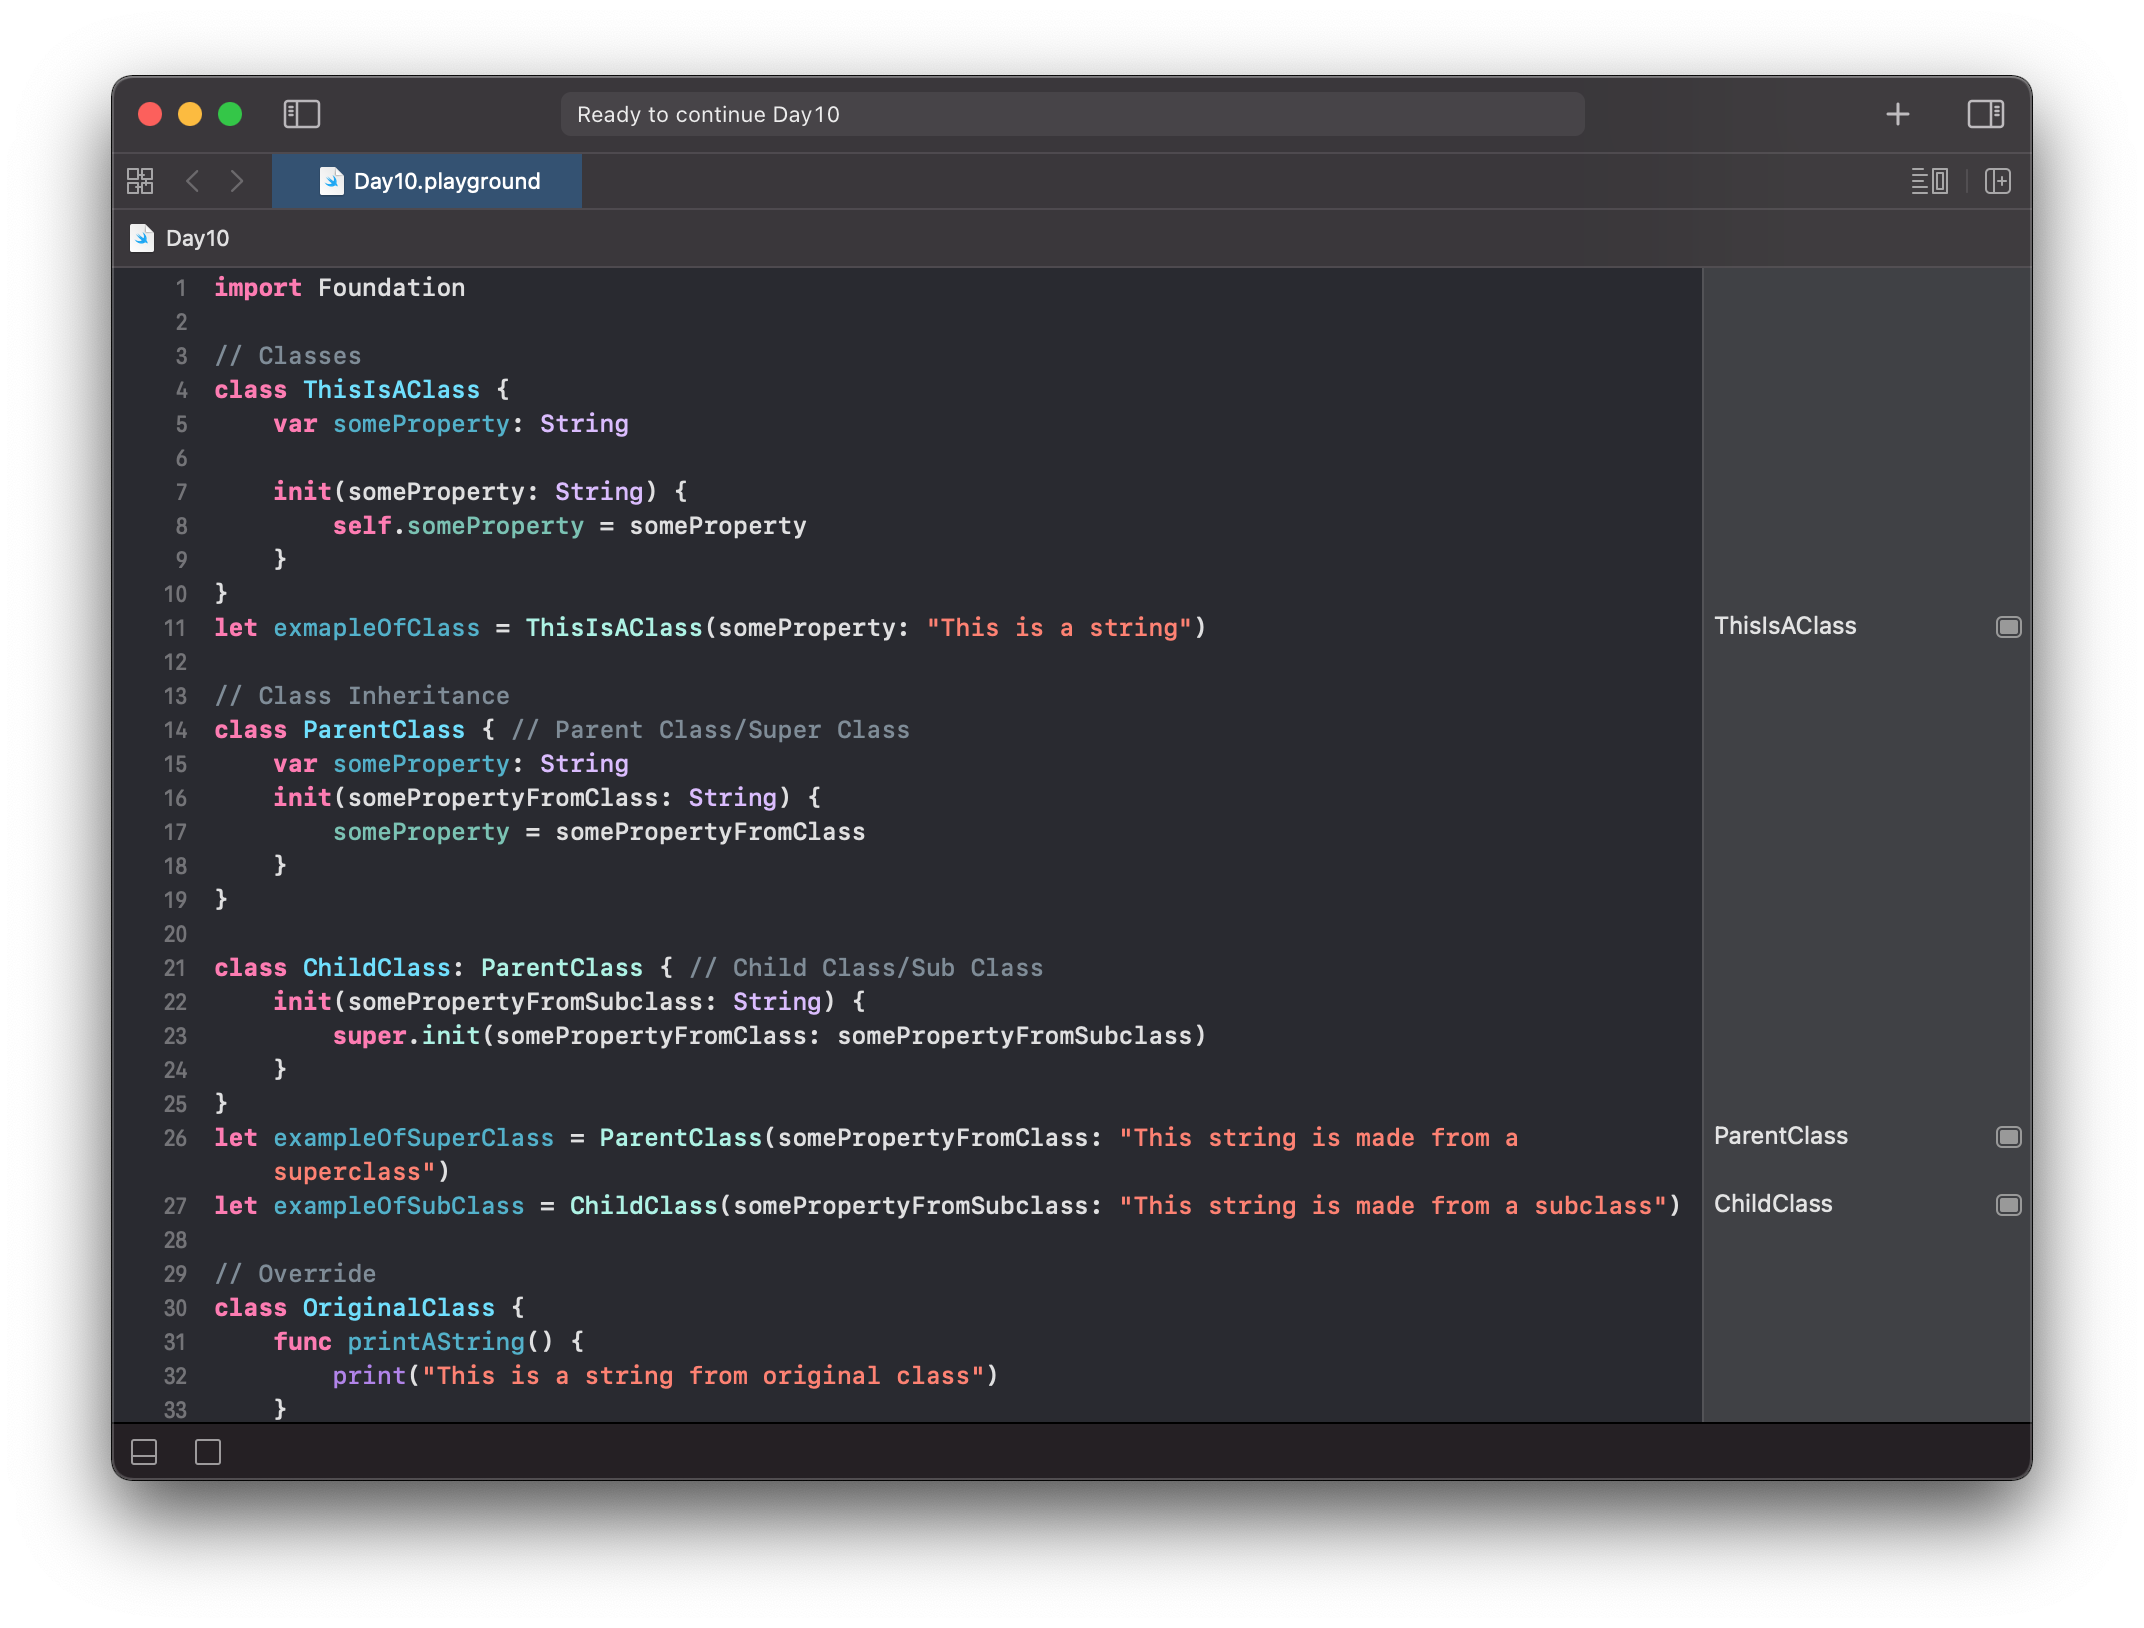 Ready to continue Day10
Day10.playground
Day10
1 import Foundation
2
3 // Classes
4 class ThisIsAClass {
5     var someProperty: String
6
7     init(someProperty: String) {
8         self.someProperty = someProperty
9     }
10 }
11 let exmapleOfClass = ThisIsAClass(someProperty: "This is a string") ThisIsAClass
12
13 // Class Inheritance
14 class ParentClass { // Parent Class/Super Class
15     var someProperty: String
16     init(somePropertyFromClass: String) {
17         someProperty = somePropertyFromClass
18     }
19 }
20
21 class ChildClass: ParentClass { // Child Class/Sub Class
22     init(somePropertyFromSubclass: String) {
23         super.init(somePropertyFromClass: somePropertyFromSubclass)
24     }
25 }
26 let exampleOfSuperClass = ParentClass(somePropertyFromClass: "This string is made from a ParentClass
superclass")
27 let exampleOfSubClass = ChildClass(somePropertyFromSubclass: "This string is made from a subclass") ChildClass
28
29 // Override
30 class OriginalClass {
31     func printAString() {
32         print("This is a string from original class")
33     }